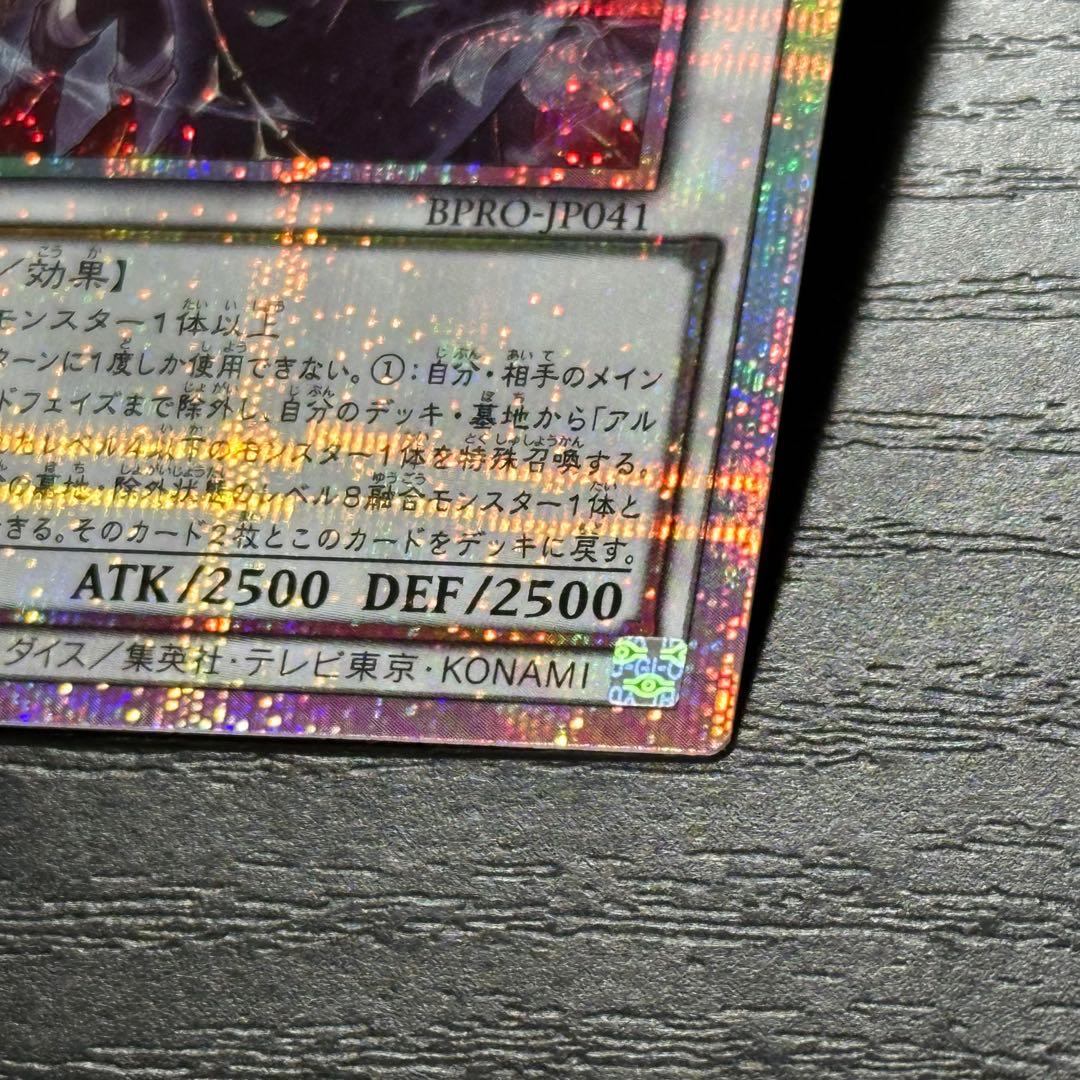 BPRO-JP041
／効果】
モンスター1体以上
ターンに1度しか使用できない。①：自分・相手のメイン
ドフェイズまで除外し、自分のデッキ・墓地から「アル
たレベル4以下のモンスター1体を特殊召喚する。
の墓地・除外状態のレベル8融合モンスター1体と
きる。そのカード2枚とこのカードをデッキに戻す。
ATK/2500 DEF/2500
ダイス／集英社・テレビ東京・KONAMI